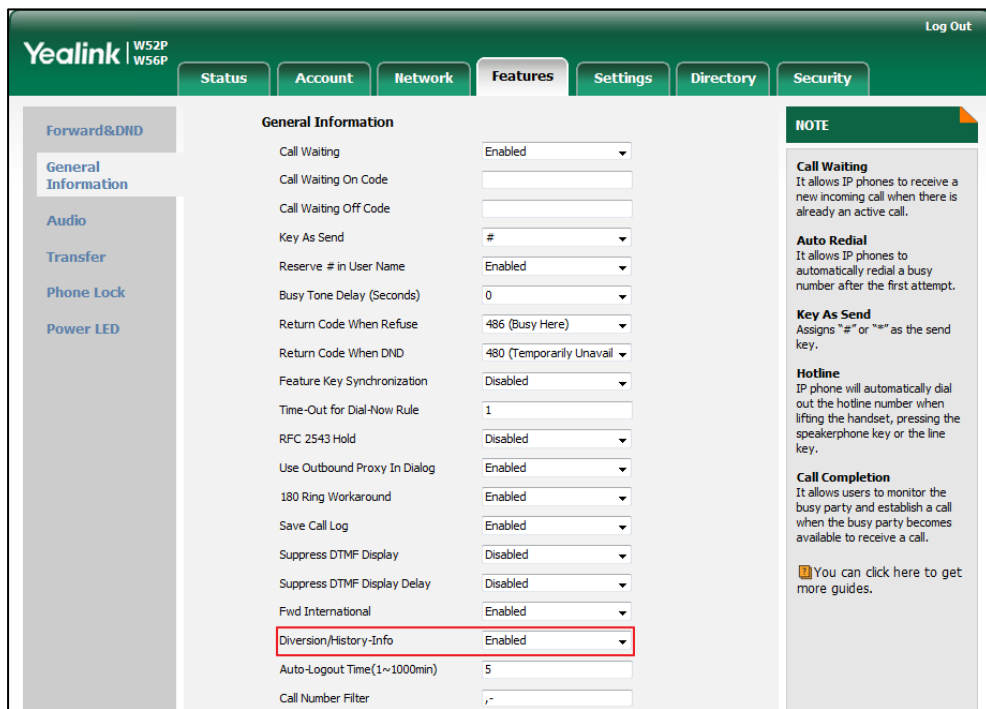 Log Out
Yealink | W52P
W56P
Status Account Network Features Settings Directory Security
Forward&DND
General
Information
Audio
Transfer
Phone Lock
Power LED
General Information
Call Waiting Enabled
Call Waiting On Code
Call Waiting Off Code
Key As Send #
Reserve # in User Name Enabled
Busy Tone Delay (Seconds) 0
Return Code When Refuse 486 (Busy Here)
Return Code When DND 480 (Temporarily Unavail
Feature Key Synchronization Disabled
Time-Out for Dial-Now Rule 1
RFC 2543 Hold Disabled
Use Outbound Proxy In Dialog Enabled
180 Ring Workaround Enabled
Save Call Log Enabled
Suppress DTMF Display Disabled
Suppress DTMF Display Delay Disabled
Fwd International Enabled
Diversion/History-Info Enabled
Auto-Logout Time(1~1000min) 5
Call Number Filter ,-
NOTE
Call Waiting
It allows IP phones to receive a
new incoming call when there is
already an active call.
Auto Redial
It allows IP phones to
automatically redial a busy
number after the first attempt.
Key As Send
Assigns "#" or "*" as the send
key.
Hotline
IP phone will automatically dial
out the hotline number when
lifting the handset, pressing the
speakerphone key or the line
key.
Call Completion
It allows users to monitor the
busy party and establish a call
when the busy party becomes
available to receive a call.
You can click here to get
more guides.